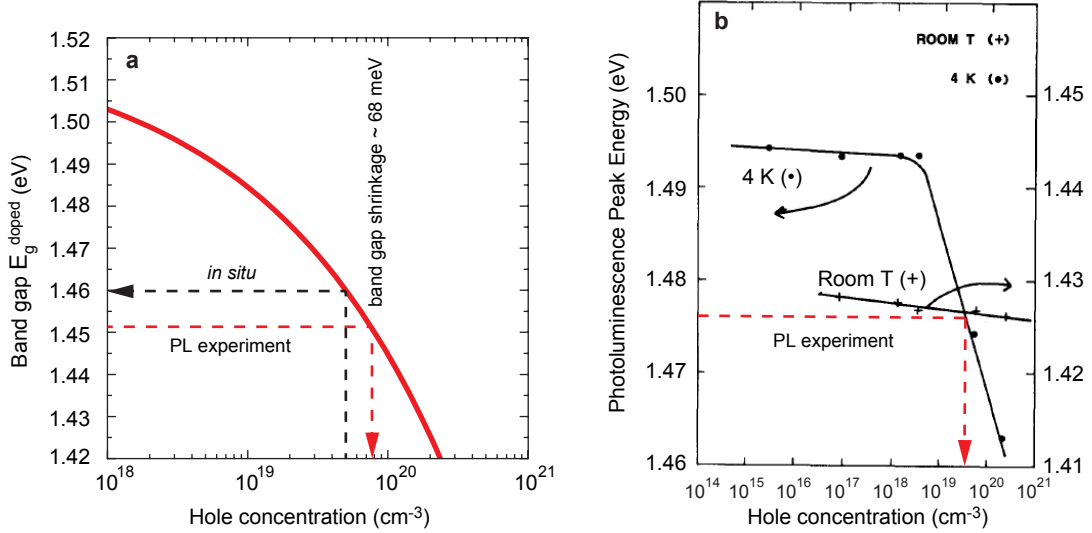 a
1.52
1.51
1.50
1.49
1.48
1.47
1.46
1.45
1.44
1.43
1.42
Band gap E_g^doped (eV)
band gap shrinkage ~ 68 meV
in situ
PL experiment
10^18
10^19
10^20
10^21
Hole concentration (cm^-3)
b
ROOM T (+)
4 K (•)
1.50
1.49
1.48
1.47
1.46
Photoluminescence Peak Energy (eV)
1.45
1.44
1.43
1.42
1.41
4 K (•)
Room T (+)
PL experiment
10^14
10^15
10^16
10^17
10^18
10^19
10^20
10^21
Hole concentration (cm^-3)